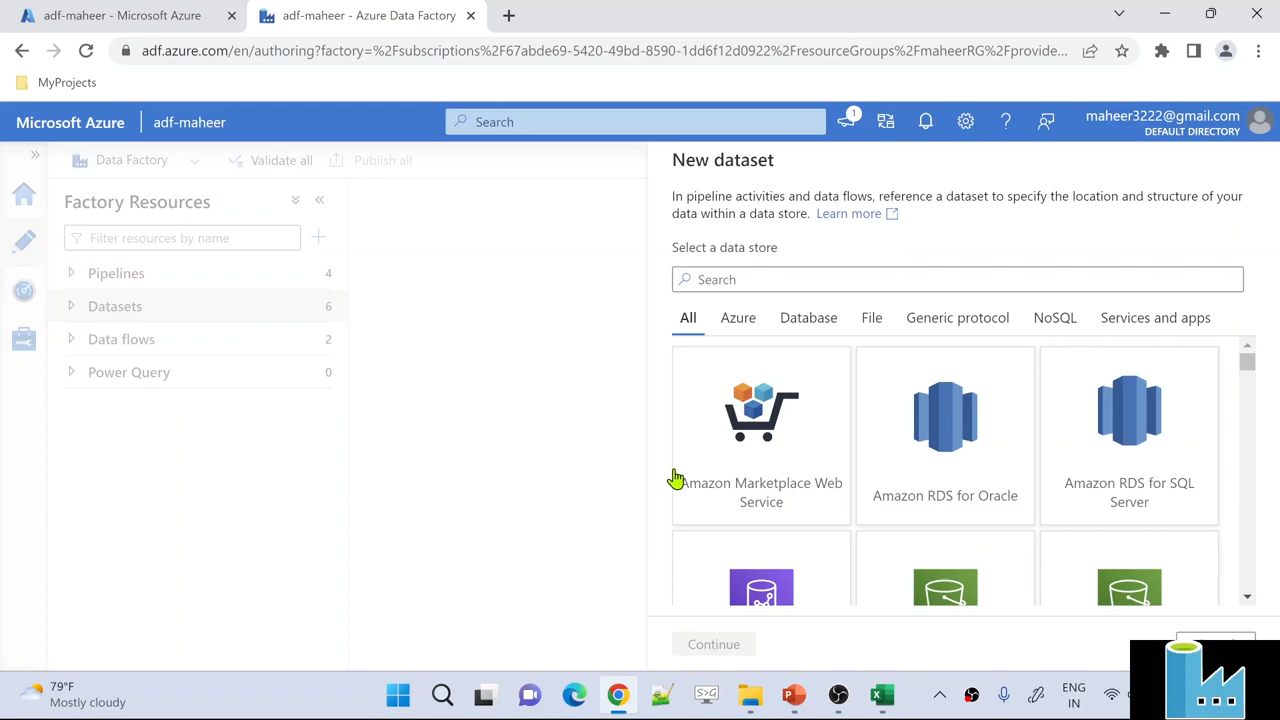 adf-maheer - Microsoft Azure
adf-maheer - Azure Data Factory
adf.azure.com/en/authoring?factory=%2Fsubscriptions%2F67abde69-5420-49bd-8590-1dd6f12d0922%2FresourceGroups%2FmaheerRG%2Fprovide...
MyProjects
Microsoft Azure
adf-maheer
Search
1
maheer3222@gmail.com
DEFAULT DIRECTORY
Data Factory
Validate all
Publish all
Factory Resources
Filter resources by name
Pipelines 4
Datasets 6
Data flows 2
Power Query 0
New dataset
In pipeline activities and data flows, reference a dataset to specify the location and structure of your
data within a data store. Learn more
Select a data store
Search
All Azure Database File Generic protocol NoSQL Services and apps
Amazon Marketplace Web
Service
Amazon RDS for Oracle
Amazon RDS for SQL
Server
Continue
79°F
Mostly cloudy
ENG
IN